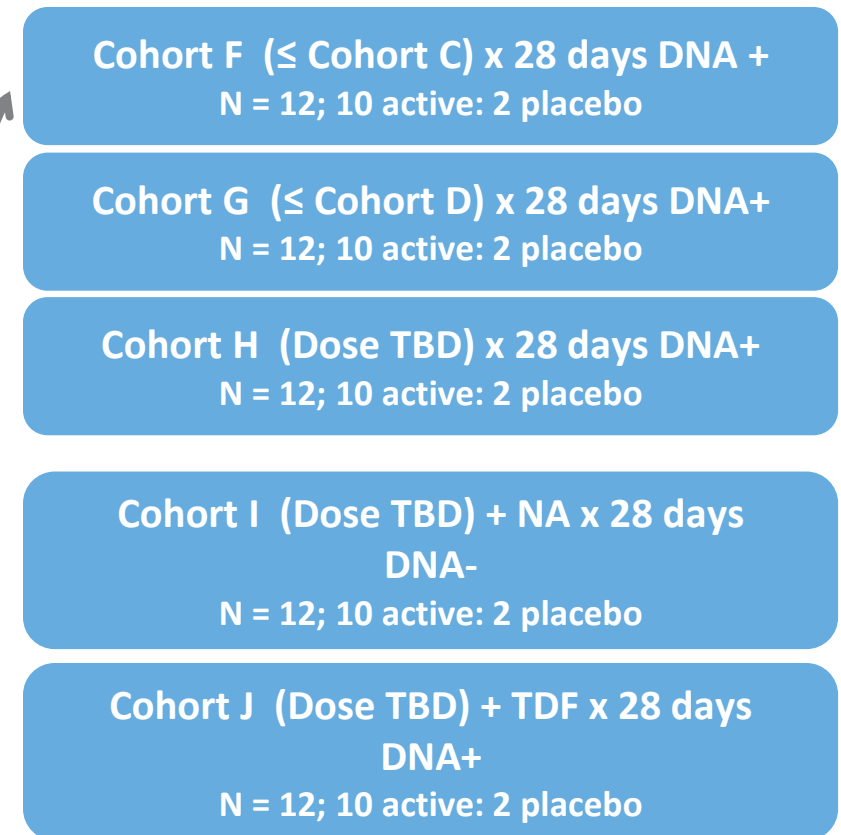 Cohort F (≤ Cohort C) x 28 days DNA +
N = 12; 10 active: 2 placebo
Cohort G (≤ Cohort D) x 28 days DNA+
N = 12; 10 active: 2 placebo
Cohort H (Dose TBD) x 28 days DNA+
N = 12; 10 active: 2 placebo
Cohort I (Dose TBD) + NA x 28 days
DNA-
N = 12; 10 active: 2 placebo
Cohort J (Dose TBD) + TDF x 28 days
DNA+
N = 12; 10 active: 2 placebo